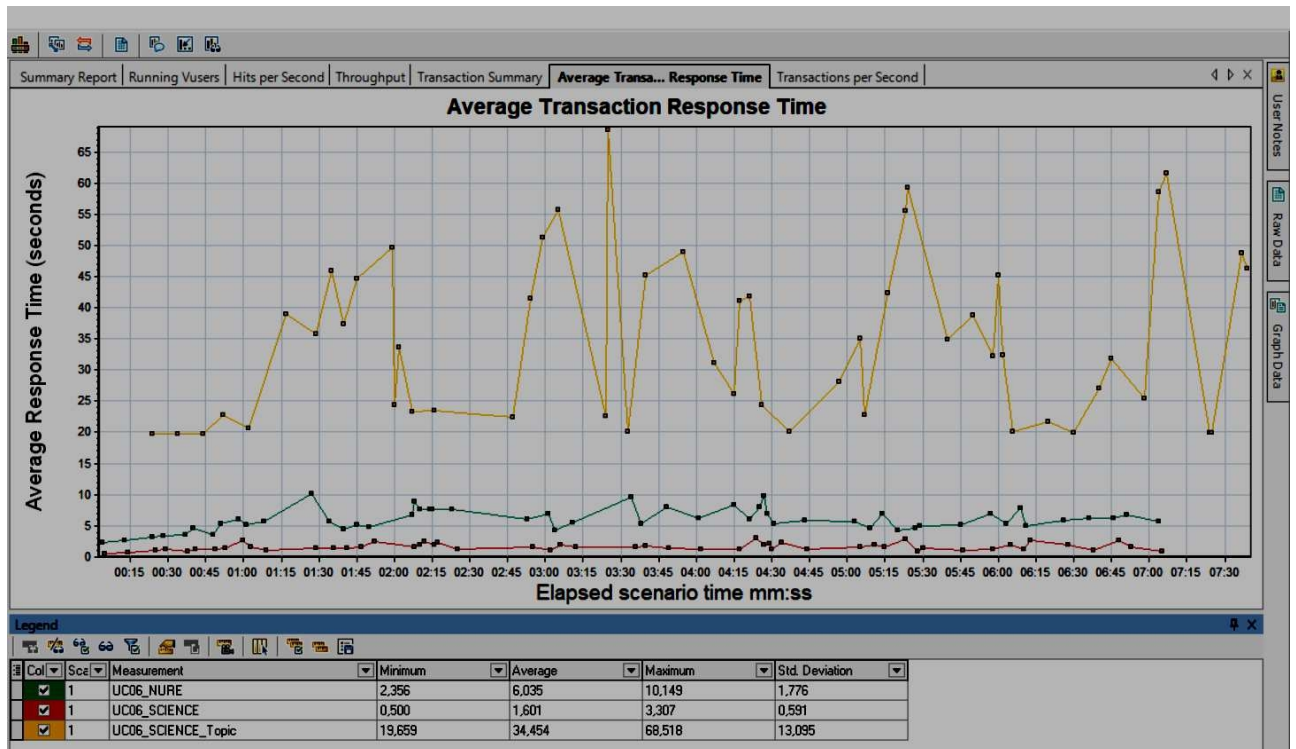 Summary Report Running Vusers Hits per Second Throughput Transaction Summary Average Transa... Response Time Transactions per Second
User Notes
Raw Data
Graph Data
Average Transaction Response Time
Average Response Time (seconds)
65
60
55
50
45
40
35
30
25
20
15
10
5
0
00:15 00:30 00:45 01:00 01:15 01:30 01:45 02:00 02:15 02:30 02:45 03:00 03:15 03:30 03:45 04:00 04:15 04:30 04:45 05:00 05:15 05:30 05:45 06:00 06:15 06:30 06:45 07:00 07:15 07:30
Elapsed scenario time mm:ss
Legend
Col Sca Measurement Minimum Average Maximum Std. Deviation
1 UC06_NURE 2,356 6,035 10,149 1,776
1 UC06_SCIENCE 0,500 1,601 3,307 0,591
1 UC06_SCIENCE_Topic 19,659 34,454 68,518 13,095